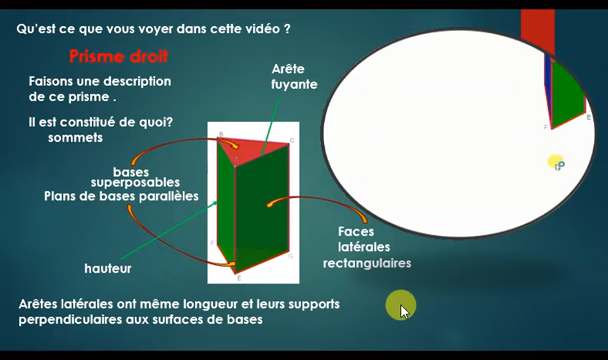 Qu'est ce que vous voyer dans cette vidéo ?
Prisme droit
Faisons une description
de ce prisme .
Il est constitué de quoi?
sommets
Arête
fuyante
bases
superposables
Plans de bases parallèles
hauteur
Faces
latérales
rectangulaires
Arêtes latérales ont même longueur et leurs supports
perpendiculaires aux surfaces de bases
B
C
E
G
F
E